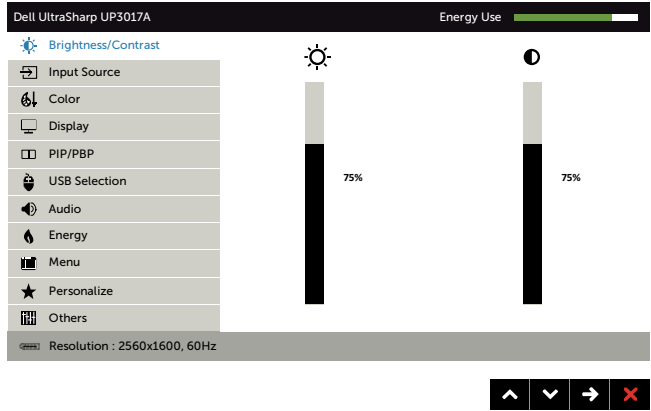 Dell UltraSharp UP3017A
Energy Use
Brightness/Contrast
Input Source
Color
Display
PIP/PBP
USB Selection
Audio
Energy
Menu
Personalize
Others
75%
75%
Resolution : 2560x1600, 60Hz